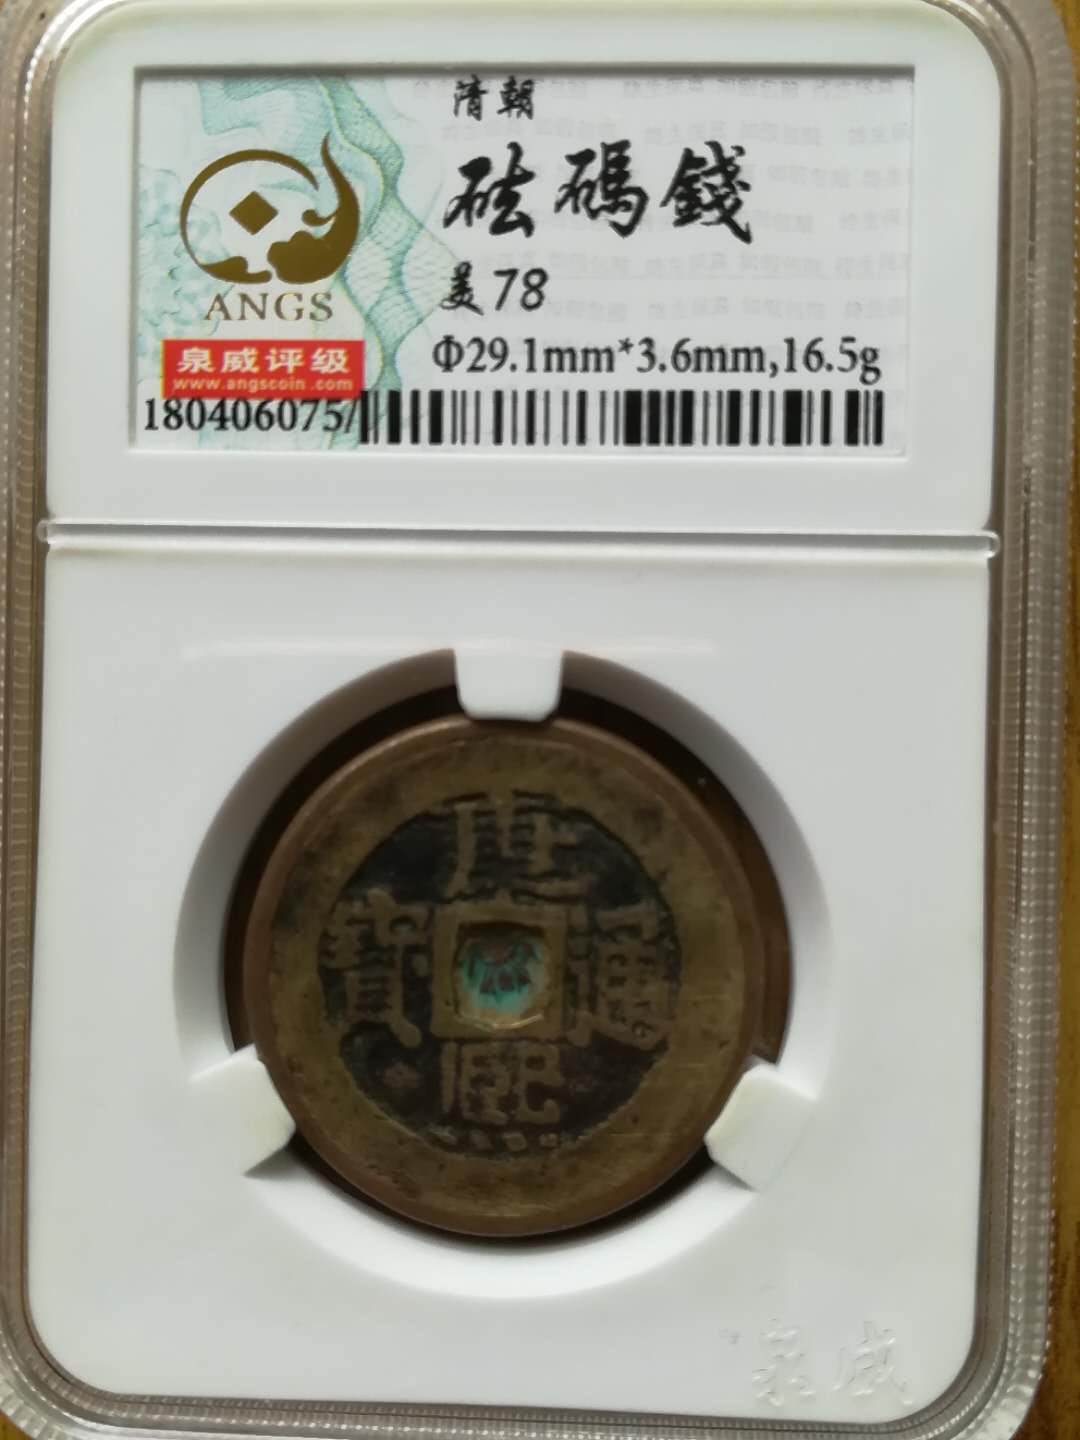 清朝
砝碼錢
美78
ANGS
Φ29.1mm*3.6mm,16.5g
泉威评级
www.angscoin.com
180406075/
康熙通寶
泉威